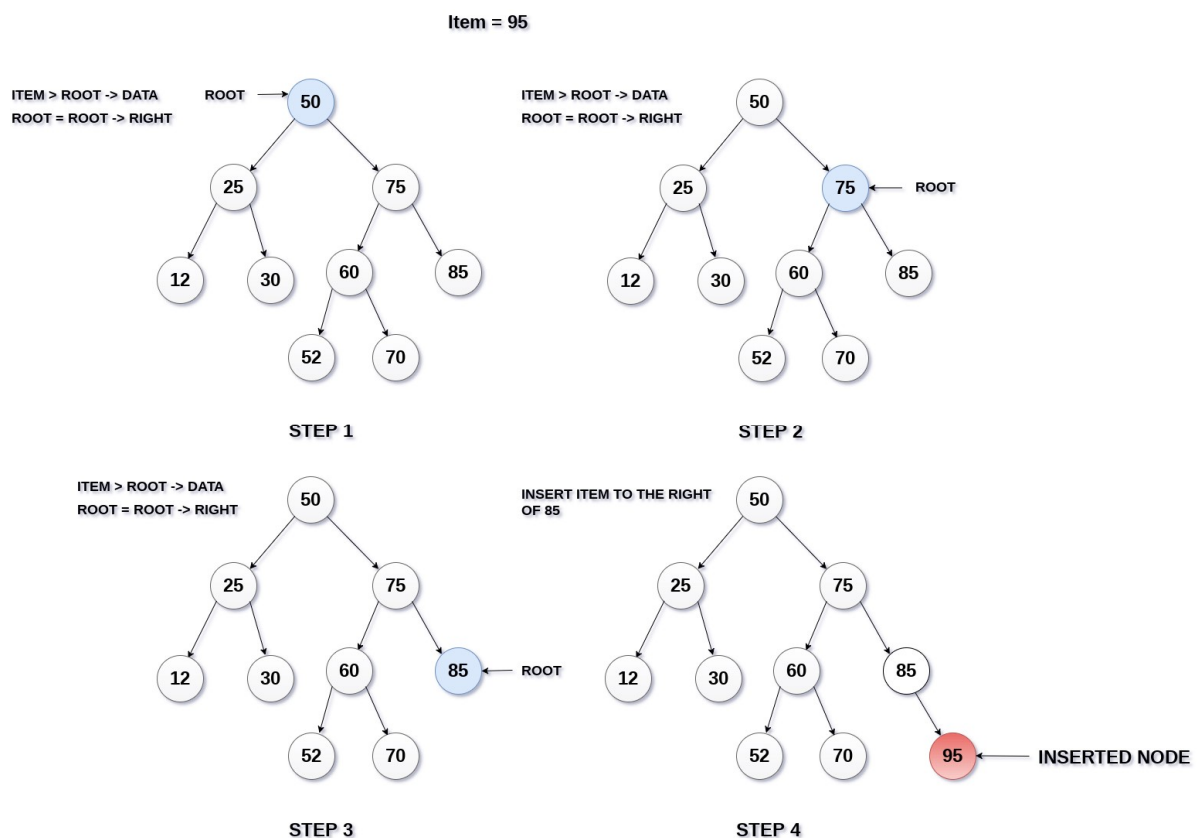 Item = 95
ITEM > ROOT -> DATA
ROOT = ROOT -> RIGHT
ROOT
50
25
75
12
30
60
85
52
70
STEP 1
ITEM > ROOT -> DATA
ROOT = ROOT -> RIGHT
50
25
75
ROOT
12
30
60
85
52
70
STEP 2
ITEM > ROOT -> DATA
ROOT = ROOT -> RIGHT
50
25
75
12
30
60
85
ROOT
52
70
STEP 3
INSERT ITEM TO THE RIGHT
OF 85
50
25
75
12
30
60
85
52
70
95
INSERTED NODE
STEP 4